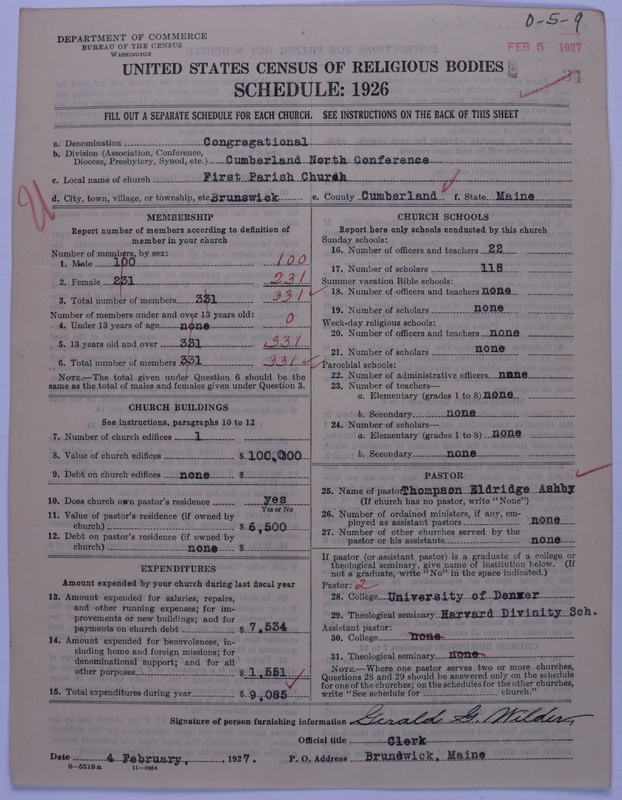 0-5-9
DEPARTMENT OF COMMERCE
BUREAU OF THE CENSUS
WASHINGTON
FEB 5 1927
UNITED STATES CENSUS OF RELIGIOUS BODIES
SCHEDULE: 1926
FILL OUT A SEPARATE SCHEDULE FOR EACH CHURCH. SEE INSTRUCTIONS ON THE BACK OF THIS SHEET
a. Denomination Congregational
b. Division (Association, Conference,
Diocese, Presbytery, Synod, etc.) Cumberland North Conference
c. Local name of church First Parish Church
d. City, town, village, or township, etc. Brunswick e. County Cumberland f. State Maine
MEMBERSHIP
Report number of members according to definition of
member in your church
Number of members, by sex:
1. Male 100 100
2. Female 231 231
3. Total number of members 331 331
Number of members under and over 13 years old:
4. Under 13 years of age none 0
5. 13 years old and over 331 331
6. Total number of members 331 331
NOTE.—The total given under Question 6 should be the
same as the total of males and females given under Question 3.
CHURCH BUILDINGS
See instructions, paragraphs 10 to 12
7. Number of church edifices 1
8. Value of church edifices $100,000
9. Debt on church edifices none $
10. Does church own pastor's residence yes
Yes or No
11. Value of pastor's residence (if owned by
church) $6,500
12. Debt on pastor's residence (if owned by
church) none $
EXPENDITURES
Amount expended by your church during last fiscal year
13. Amount expended for salaries, repairs,
and other running expenses; for im-
provements or new buildings; and for
payments on church debt $7,534
14. Amount expended for benevolences, in-
cluding home and foreign missions; for
denominational support; and for all
other purposes $1,551
15. Total expenditures during year $9,085
CHURCH SCHOOLS
Report here only schools conducted by this church
Sunday schools:
16. Number of officers and teachers 22
17. Number of scholars 118
Summer vacation Bible schools:
18. Number of officers and teachers none
19. Number of scholars none
Week-day religious schools:
20. Number of officers and teachers none
21. Number of scholars none
Parochial schools:
22. Number of administrative officers none
23. Number of teachers—
a. Elementary (grades 1 to 8) none
b. Secondary none
24. Number of scholars—
a. Elementary (grades 1 to 8) none
b. Secondary none
PASTOR
25. Name of pastor Thompson Eldridge Ashby
(If church has no pastor, write "None")
26. Number of ordained ministers, if any, em-
ployed as assistant pastors none
27. Number of other churches served by the
pastor or his assistants none
If pastor (or assistant pastor) is a graduate of a college or
theological seminary, give name of institution below. (If
not a graduate, write "No" in the space indicated.)
Pastor: 2
28. College University of Denver
29. Theological seminary Harvard Divinity Sch.
Assistant pastor:
30. College none
31. Theological seminary none
NOTE.—Where one pastor serves two or more churches,
Questions 28 and 29 should be answered only on the schedule
for one of the churches; on the schedules for the other churches,
write "See schedule for church."
Signature of person furnishing information Gerald G. Wilder
Official title Clerk
Date 4 February, 1927. P. O. Address Brundwick, Maine
8-5518a 11-9084